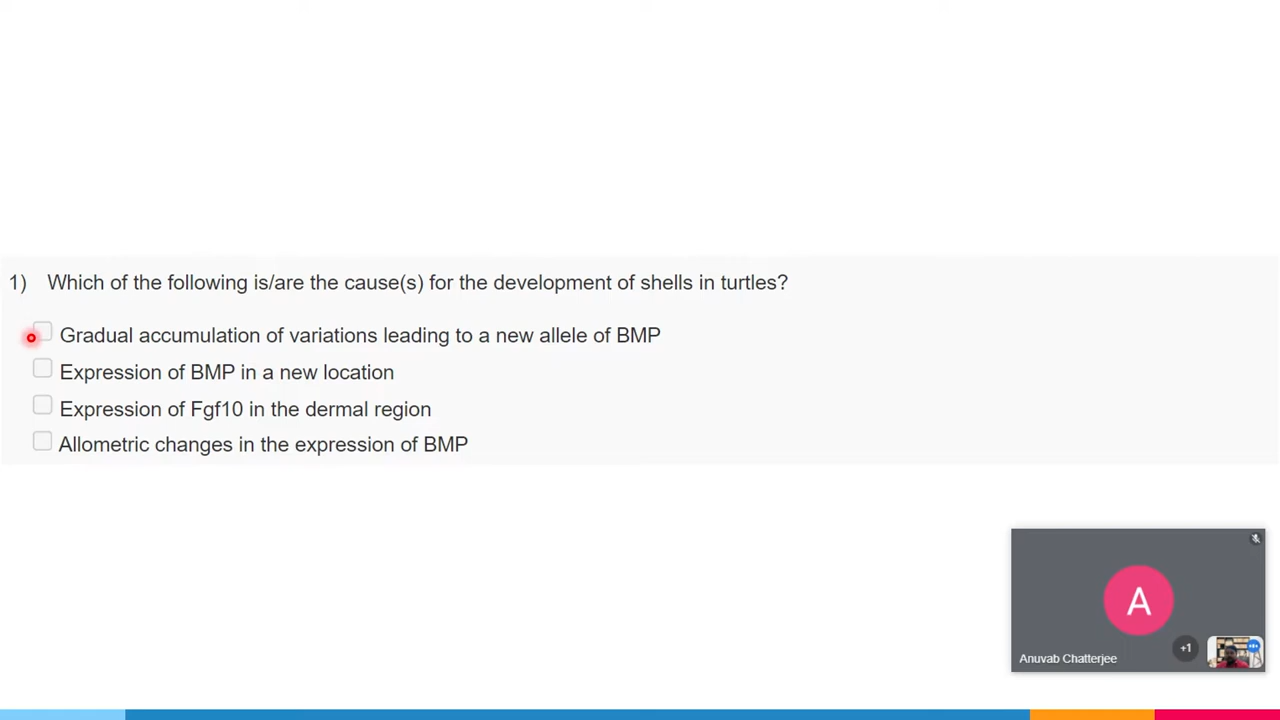 1) Which of the following is/are the cause(s) for the development of shells in turtles?
Gradual accumulation of variations leading to a new allele of BMP
Expression of BMP in a new location
Expression of Fgf10 in the dermal region
Allometric changes in the expression of BMP
A
+1
Anuvab Chatterjee